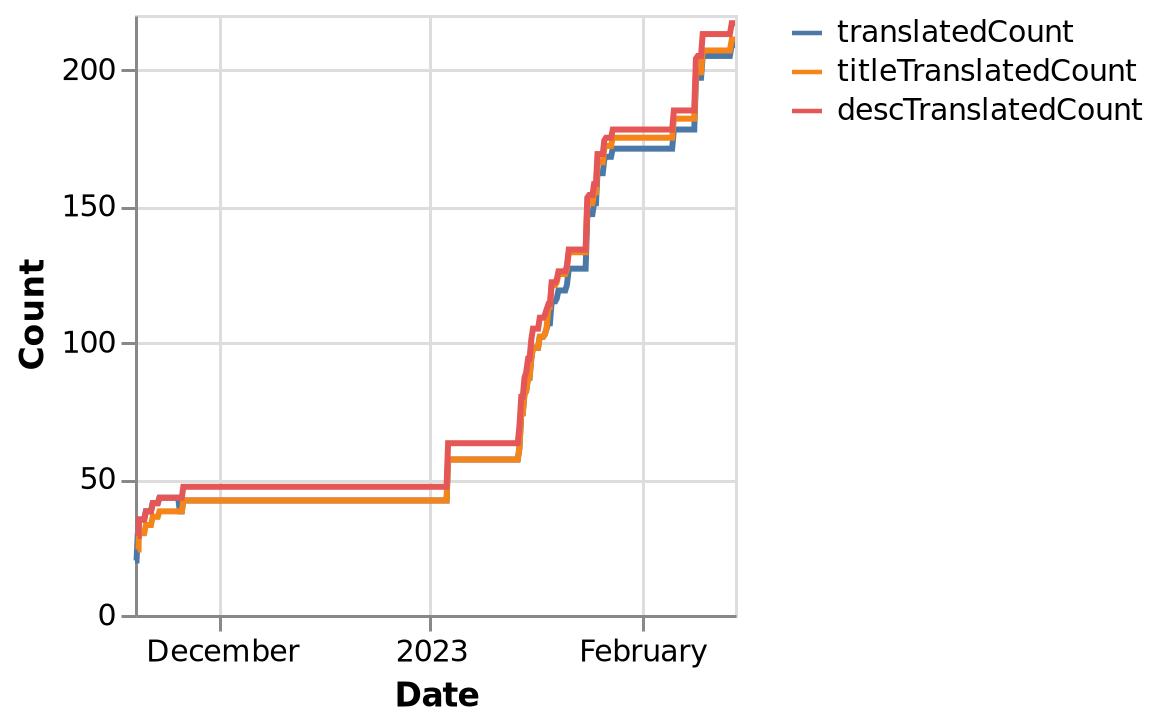 translatedCount
titleTranslatedCount
descTranslatedCount
200
150
100
50
0
Count
December 2023 February
Date